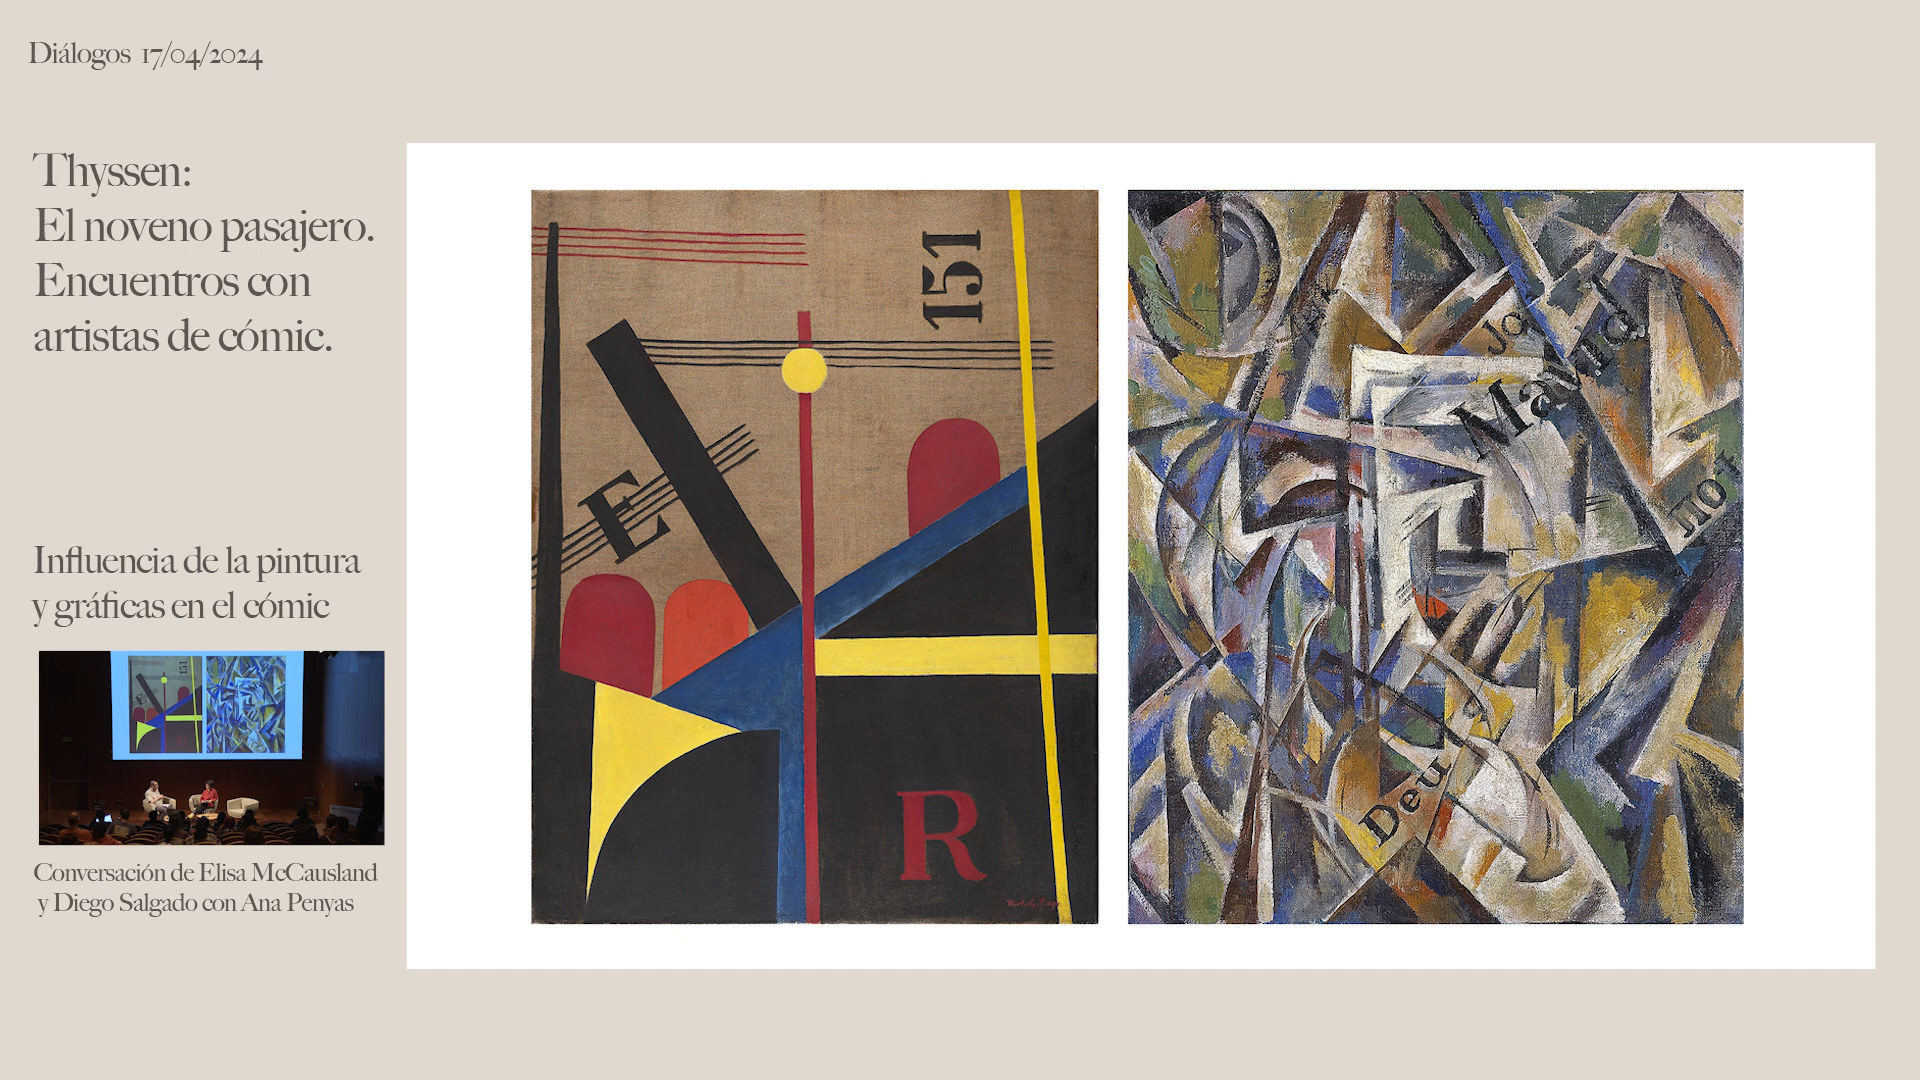 Diálogos 17/04/2024
Thyssen:
El noveno pasajero.
Encuentros con
artistas de cómic.
Influencia de la pintura
y gráficas en el cómic
Conversación de Elisa McCausland
y Diego Salgado con Ana Penyas
151
E
R
Jo
Deu